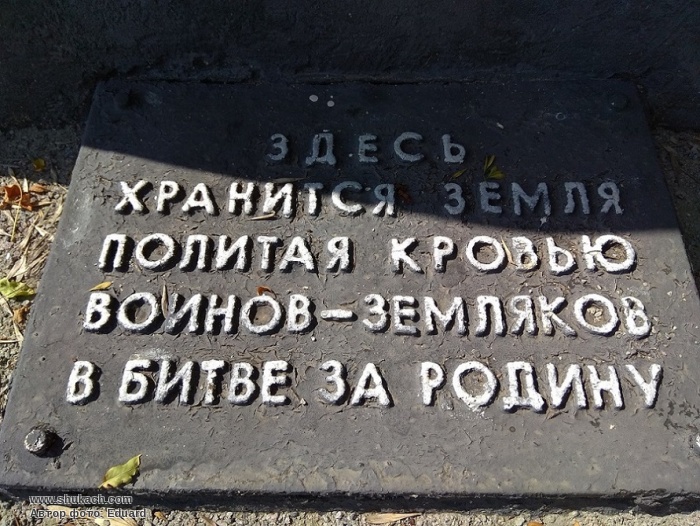 ЗДЕСЬ
ХРАНИТСЯ ЗЕМЛЯ
ПОЛИТАЯ КРОВЬЮ
ВОИНОВ-ЗЕМЛЯКОВ
В БИТВЕ ЗА РОДИНУ
www.shukach.com
Автор фото: Eduard